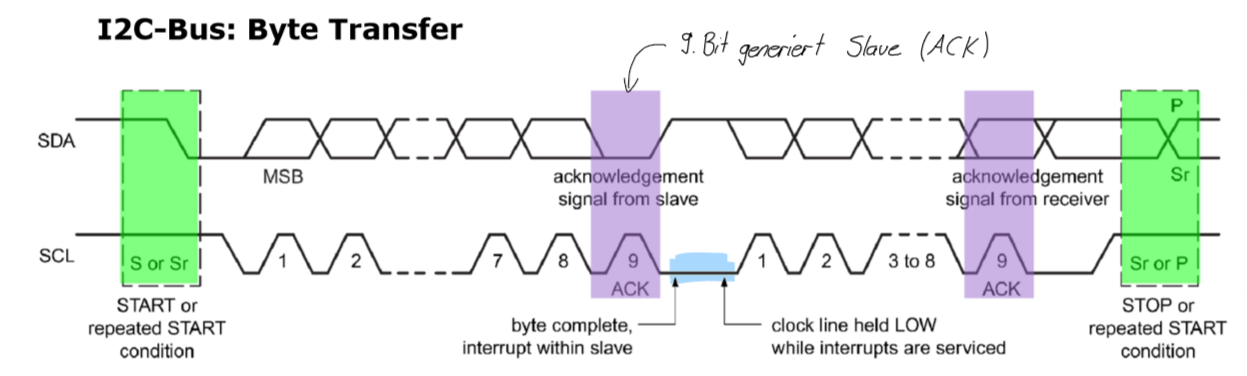 I2C-Bus: Byte Transfer
9. Bit generiert Slave (ACK)
P
SDA
MSB
acknowledgement
signal from slave
acknowledgement
signal from receiver
Sr
SCL
S or Sr
1
2
7
8
9
1
2
3 to 8
9
Sr or P
ACK
ACK
START or
repeated START
condition
byte complete,
interrupt within slave
clock line held LOW
while interrupts are serviced
STOP or
repeated START
condition